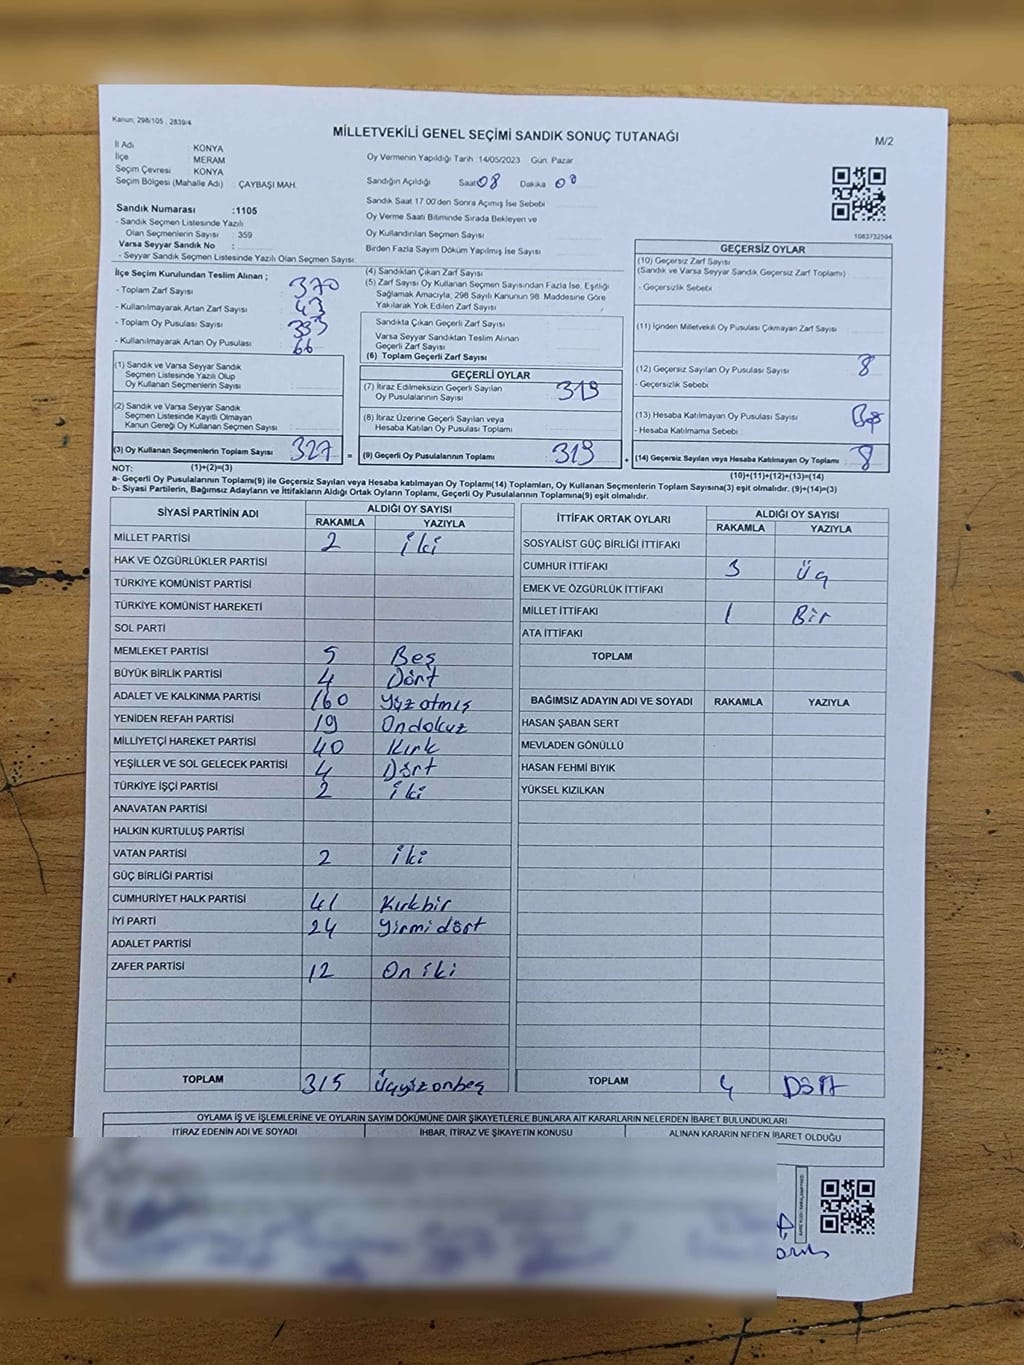 Kanun; 298/105 , 2839/4
MİLLETVEKİLİ GENEL SEÇİMİ SANDIK SONUÇ TUTANAĞI
M/2
İl Adı : KONYA
İlçe : MERAM
Seçim Çevresi : KONYA
Seçim Bölgesi (Mahalle Adı) : ÇAYBAŞI MAH.
Oy Vermenin Yapıldığı Tarih 14/05/2023 Gün. Pazar
Sandığın Açıldığı Saat 08 Dakika 00
Sandık Saat 17:00'den Sonra Açımış İse Sebebi
Oy Verme Saati Bitiminde Sırada Bekleyen ve
Oy Kullandırılan Seçmen Sayısı
Birden Fazla Sayım Döküm Yapılmış İse Sayısı
1083732594
Sandık Numarası :1105
- Sandık Seçmen Listesinde Yazılı
Olan Seçmenlerin Sayısı : 359
Varsa Seyyar Sandık No :
- Seyyar Sandık Seçmen Listesinde Yazılı Olan Seçmen Sayısı:
İlçe Seçim Kurulundan Teslim Alınan ;
- Toplam Zarf Sayısı : 370
- Kullanılmayarak Artan Zarf Sayısı : 43
- Toplam Oy Pusulası Sayısı : 393
- Kullanılmayarak Artan Oy Pusulası : 66
(1) Sandık ve Varsa Seyyar Sandık
Seçmen Listesinde Yazılı Olup
Oy Kullanan Seçmenlerin Sayısı :
(2) Sandık ve Varsa Seyyar Sandık
Seçmen Listesinde Kayıtlı Olmayan
Kanun Gereği Oy Kullanan Seçmen Sayısı :
(3) Oy Kullanan Seçmenlerin Toplam Sayısı : 327
(4) Sandıktan Çıkan Zarf Sayısı
(5) Zarf Sayısı Oy Kullanan Seçmen Sayısından Fazla İse, Eşitliği
Sağlamak Amacıyla, 298 Sayılı Kanunun 98. Maddesine Göre
Yakılarak Yok Edilen Zarf Sayısı :
Sandıkta Çıkan Geçerli Zarf Sayısı :
Varsa Seyyar Sandıktan Teslim Alınan
Geçerli Zarf Sayısı :
(6) Toplam Geçerli Zarf Sayısı :
GEÇERLİ OYLAR
(7) İtiraz Edilmeksizin Geçerli Sayılan
Oy Pusulalarının Sayısı : 319
(8) İtiraz Üzerine Geçerli Sayılan veya
Hesaba Katılan Oy Pusulası Toplamı :
= (9) Geçerli Oy Pusulalarının Toplamı : 319
GEÇERSİZ OYLAR
(10) Geçersiz Zarf Sayısı
(Sandık ve Varsa Seyyar Sandık Geçersiz Zarf Toplamı) :
- Geçersizlik Sebebi :
(11) İçinden Milletvekili Oy Pusulası Çıkmayan Zarf Sayısı :
(12) Geçersiz Sayılan Oy Pusulası Sayısı : 8
- Geçersizlik Sebebi :
(13) Hesaba Katılmayan Oy Pusulası Sayısı :
- Hesaba Katılmama Sebebi :
+ (14) Geçersiz Sayılan veya Hesaba Katılmayan Oy Toplamı : 8
NOT: (1)+(2)=(3)
(10)+(11)+(12)+(13)=(14)
a- Geçerli Oy Pusulalarının Toplamı(9) ile Geçersiz Sayılan veya Hesaba katılmayan Oy Toplamı(14) Toplamları, Oy Kullanan Seçmenlerin Toplam Sayısına(3) eşit olmalıdır. (9)+(14)=(3)
b- Siyasi Partilerin, Bağımsız Adayların ve İttifakların Aldığı Ortak Oyların Toplamı, Geçerli Oy Pusulalarının Toplamına(9) eşit olmalıdır.
SİYASİ PARTİNİN ADI ALDIĞI OY SAYISI
RAKAMLA YAZIYLA
MİLLET PARTİSİ 2 iki
HAK VE ÖZGÜRLÜKLER PARTİSİ
TÜRKİYE KOMÜNİST PARTİSİ
TÜRKİYE KOMÜNİST HAREKETİ
SOL PARTİ
MEMLEKET PARTİSİ 5 Beş
BÜYÜK BİRLİK PARTİSİ 4 Dört
ADALET VE KALKINMA PARTİSİ 160 Yüzotmış
YENİDEN REFAH PARTİSİ 19 Ondokuz
MİLLİYETÇİ HAREKET PARTİSİ 40 Kırk
YEŞİLLER VE SOL GELECEK PARTİSİ 4 Dört
TÜRKİYE İŞÇİ PARTİSİ 2 iki
ANAVATAN PARTİSİ
HALKIN KURTULUŞ PARTİSİ
VATAN PARTİSİ 2 iki
GÜÇ BİRLİĞİ PARTİSİ
CUMHURİYET HALK PARTİSİ 41 Kırkbir
İYİ PARTİ 24 Yirmi dört
ADALET PARTİSİ
ZAFER PARTİSİ 12 On iki
TOPLAM 315 Üçyüzonbeş
İTTİFAK ORTAK OYLARI ALDIĞI OY SAYISI
RAKAMLA YAZIYLA
SOSYALİST GÜÇ BİRLİĞİ İTTİFAKI
CUMHUR İTTİFAKI 3 Üç
EMEK VE ÖZGÜRLÜK İTTİFAKI
MİLLET İTTİFAKI 1 Bir
ATA İTTİFAKI
TOPLAM
BAĞIMSIZ ADAYIN ADI VE SOYADI RAKAMLA YAZIYLA
HASAN ŞABAN SERT
MEVLADEN GÖNÜLLÜ
HASAN FEHMI BIYIK
YÜKSEL KIZILKAN
TOPLAM 4 Dört
OYLAMA İŞ VE İŞLEMLERİNE VE OYLARIN SAYIM DÖKÜMÜNE DAİR ŞİKAYETLERLE BUNLARA AİT KARARLARIN NELERDEN İBARET BULUNDUKLARI
İTİRAZ EDENİN ADI VE SOYADI İHBAR, İTİRAZ VE ŞİKAYETİN KONUSU ALINAN KARARIN NEDEN İBARET OLDUĞU